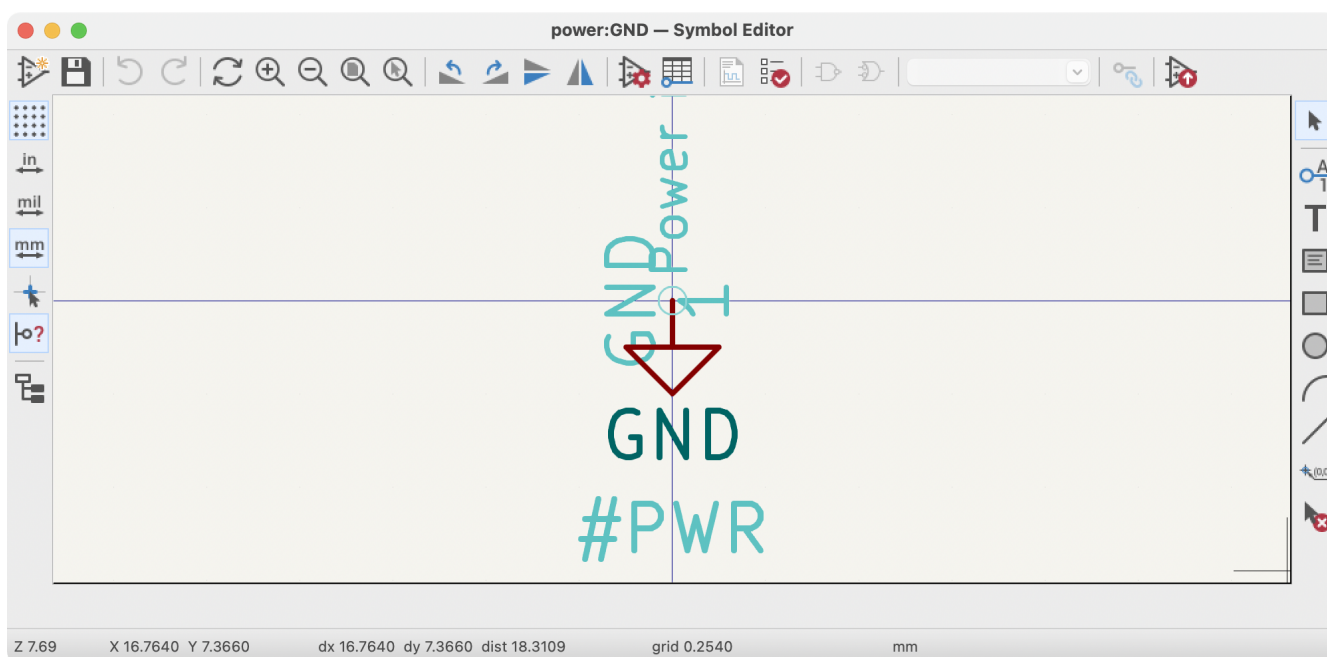 power:GND — Symbol Editor
in
mil
mm
?
A
1
T
Power
GND
1
GND
#PWR
Z 7.69 X 16.7640 Y 7.3660 dx 16.7640 dy 7.3660 dist 18.3109 grid 0.2540 mm